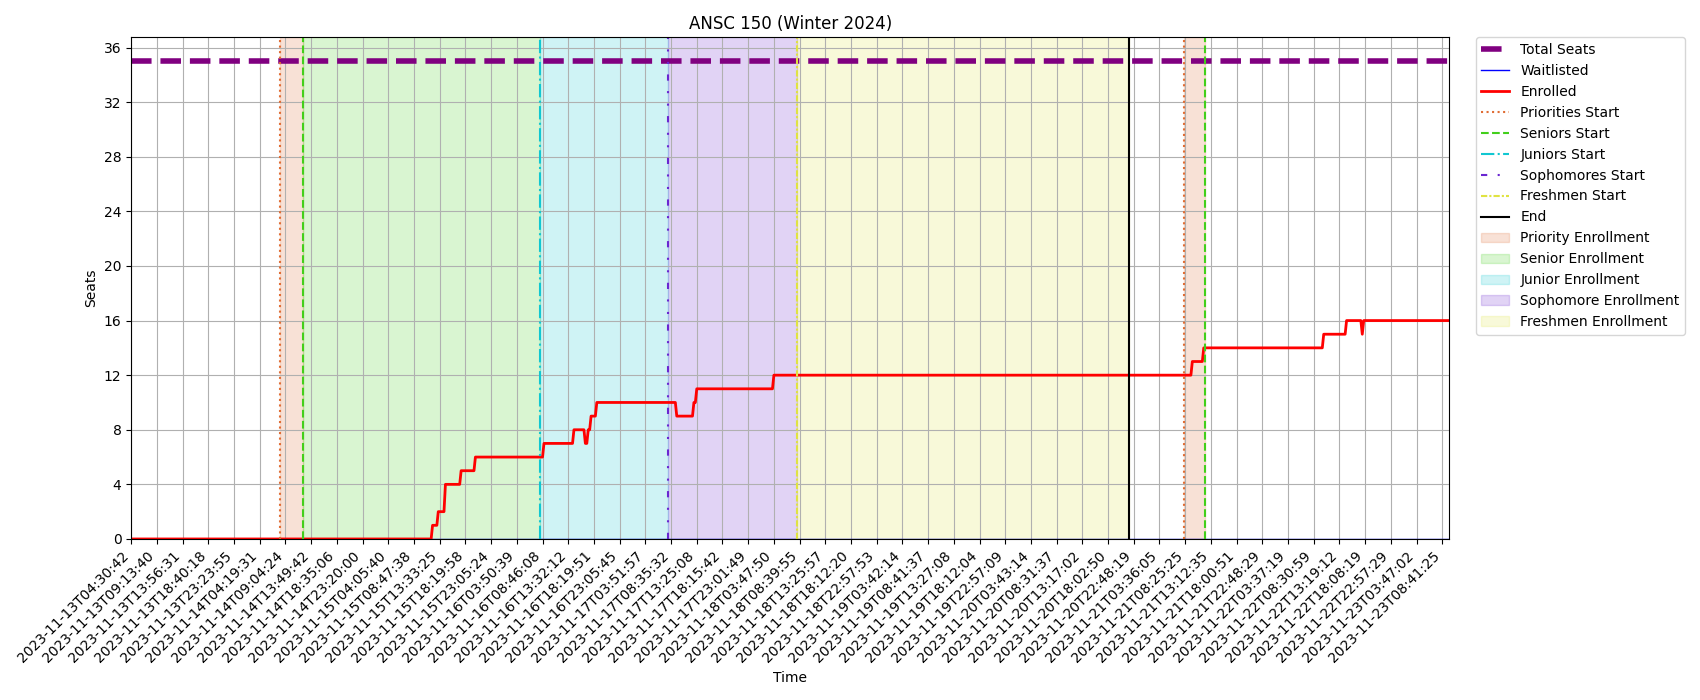 ANSC 150 (Winter 2024)
36
32
28
24
20
16
12
8
4
0
Seats
2023-11-13T04:30:42
2023-11-13T09:13:40
2023-11-13T13:56:31
2023-11-13T18:40:18
2023-11-13T23:23:55
2023-11-14T04:19:31
2023-11-14T09:04:24
2023-11-14T13:49:42
2023-11-14T18:35:06
2023-11-14T23:20:00
2023-11-15T04:05:40
2023-11-15T08:47:38
2023-11-15T13:33:25
2023-11-15T18:19:58
2023-11-15T23:05:24
2023-11-16T03:50:39
2023-11-16T08:46:08
2023-11-16T13:32:12
2023-11-16T18:19:51
2023-11-16T23:05:45
2023-11-17T03:51:57
2023-11-17T08:35:32
2023-11-17T13:25:08
2023-11-17T18:15:42
2023-11-17T23:01:49
2023-11-18T03:47:50
2023-11-18T08:39:55
2023-11-18T13:25:57
2023-11-18T18:12:20
2023-11-18T22:57:53
2023-11-19T03:42:14
2023-11-19T08:41:37
2023-11-19T13:27:08
2023-11-19T18:12:04
2023-11-19T22:57:09
2023-11-20T03:43:14
2023-11-20T08:31:37
2023-11-20T13:17:02
2023-11-20T18:02:50
2023-11-20T22:48:19
2023-11-21T03:36:05
2023-11-21T08:25:25
2023-11-21T13:12:35
2023-11-21T18:00:51
2023-11-21T22:48:29
2023-11-22T03:37:19
2023-11-22T08:30:59
2023-11-22T13:19:12
2023-11-22T18:08:19
2023-11-22T22:57:29
2023-11-23T03:47:02
2023-11-23T08:41:25
Time
Total Seats
Waitlisted
Enrolled
Priorities Start
Seniors Start
Juniors Start
Sophomores Start
Freshmen Start
End
Priority Enrollment
Senior Enrollment
Junior Enrollment
Sophomore Enrollment
Freshmen Enrollment